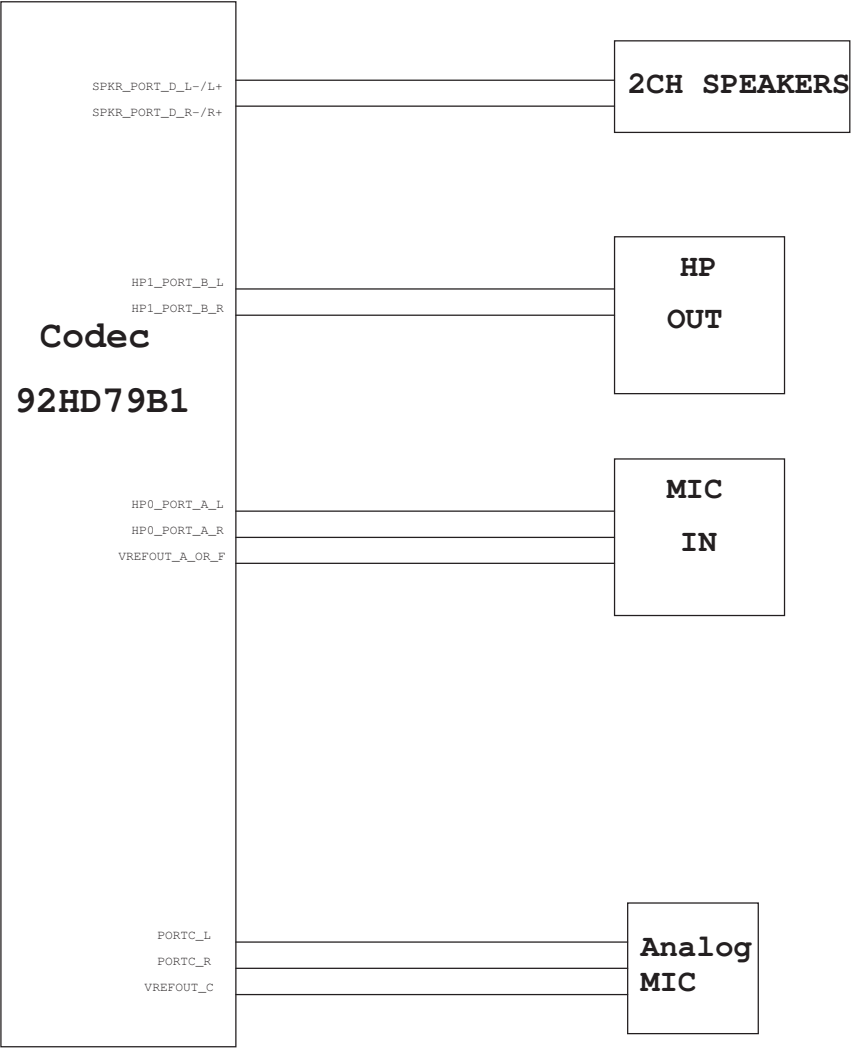 SPKR_PORT_D_L-/L+
SPKR_PORT_D_R-/R+
2CH SPEAKERS
HP1_PORT_B_L
HP1_PORT_B_R
HP
OUT
Codec
92HD79B1
HP0_PORT_A_L
HP0_PORT_A_R
VREFOUT_A_OR_F
MIC
IN
PORTC_L
PORTC_R
VREFOUT_C
Analog
MIC